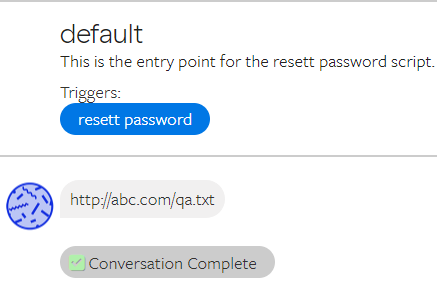 default
This is the entry point for the resett password script.
Triggers:
resett password
http://abc.com/qa.txt
Conversation Complete